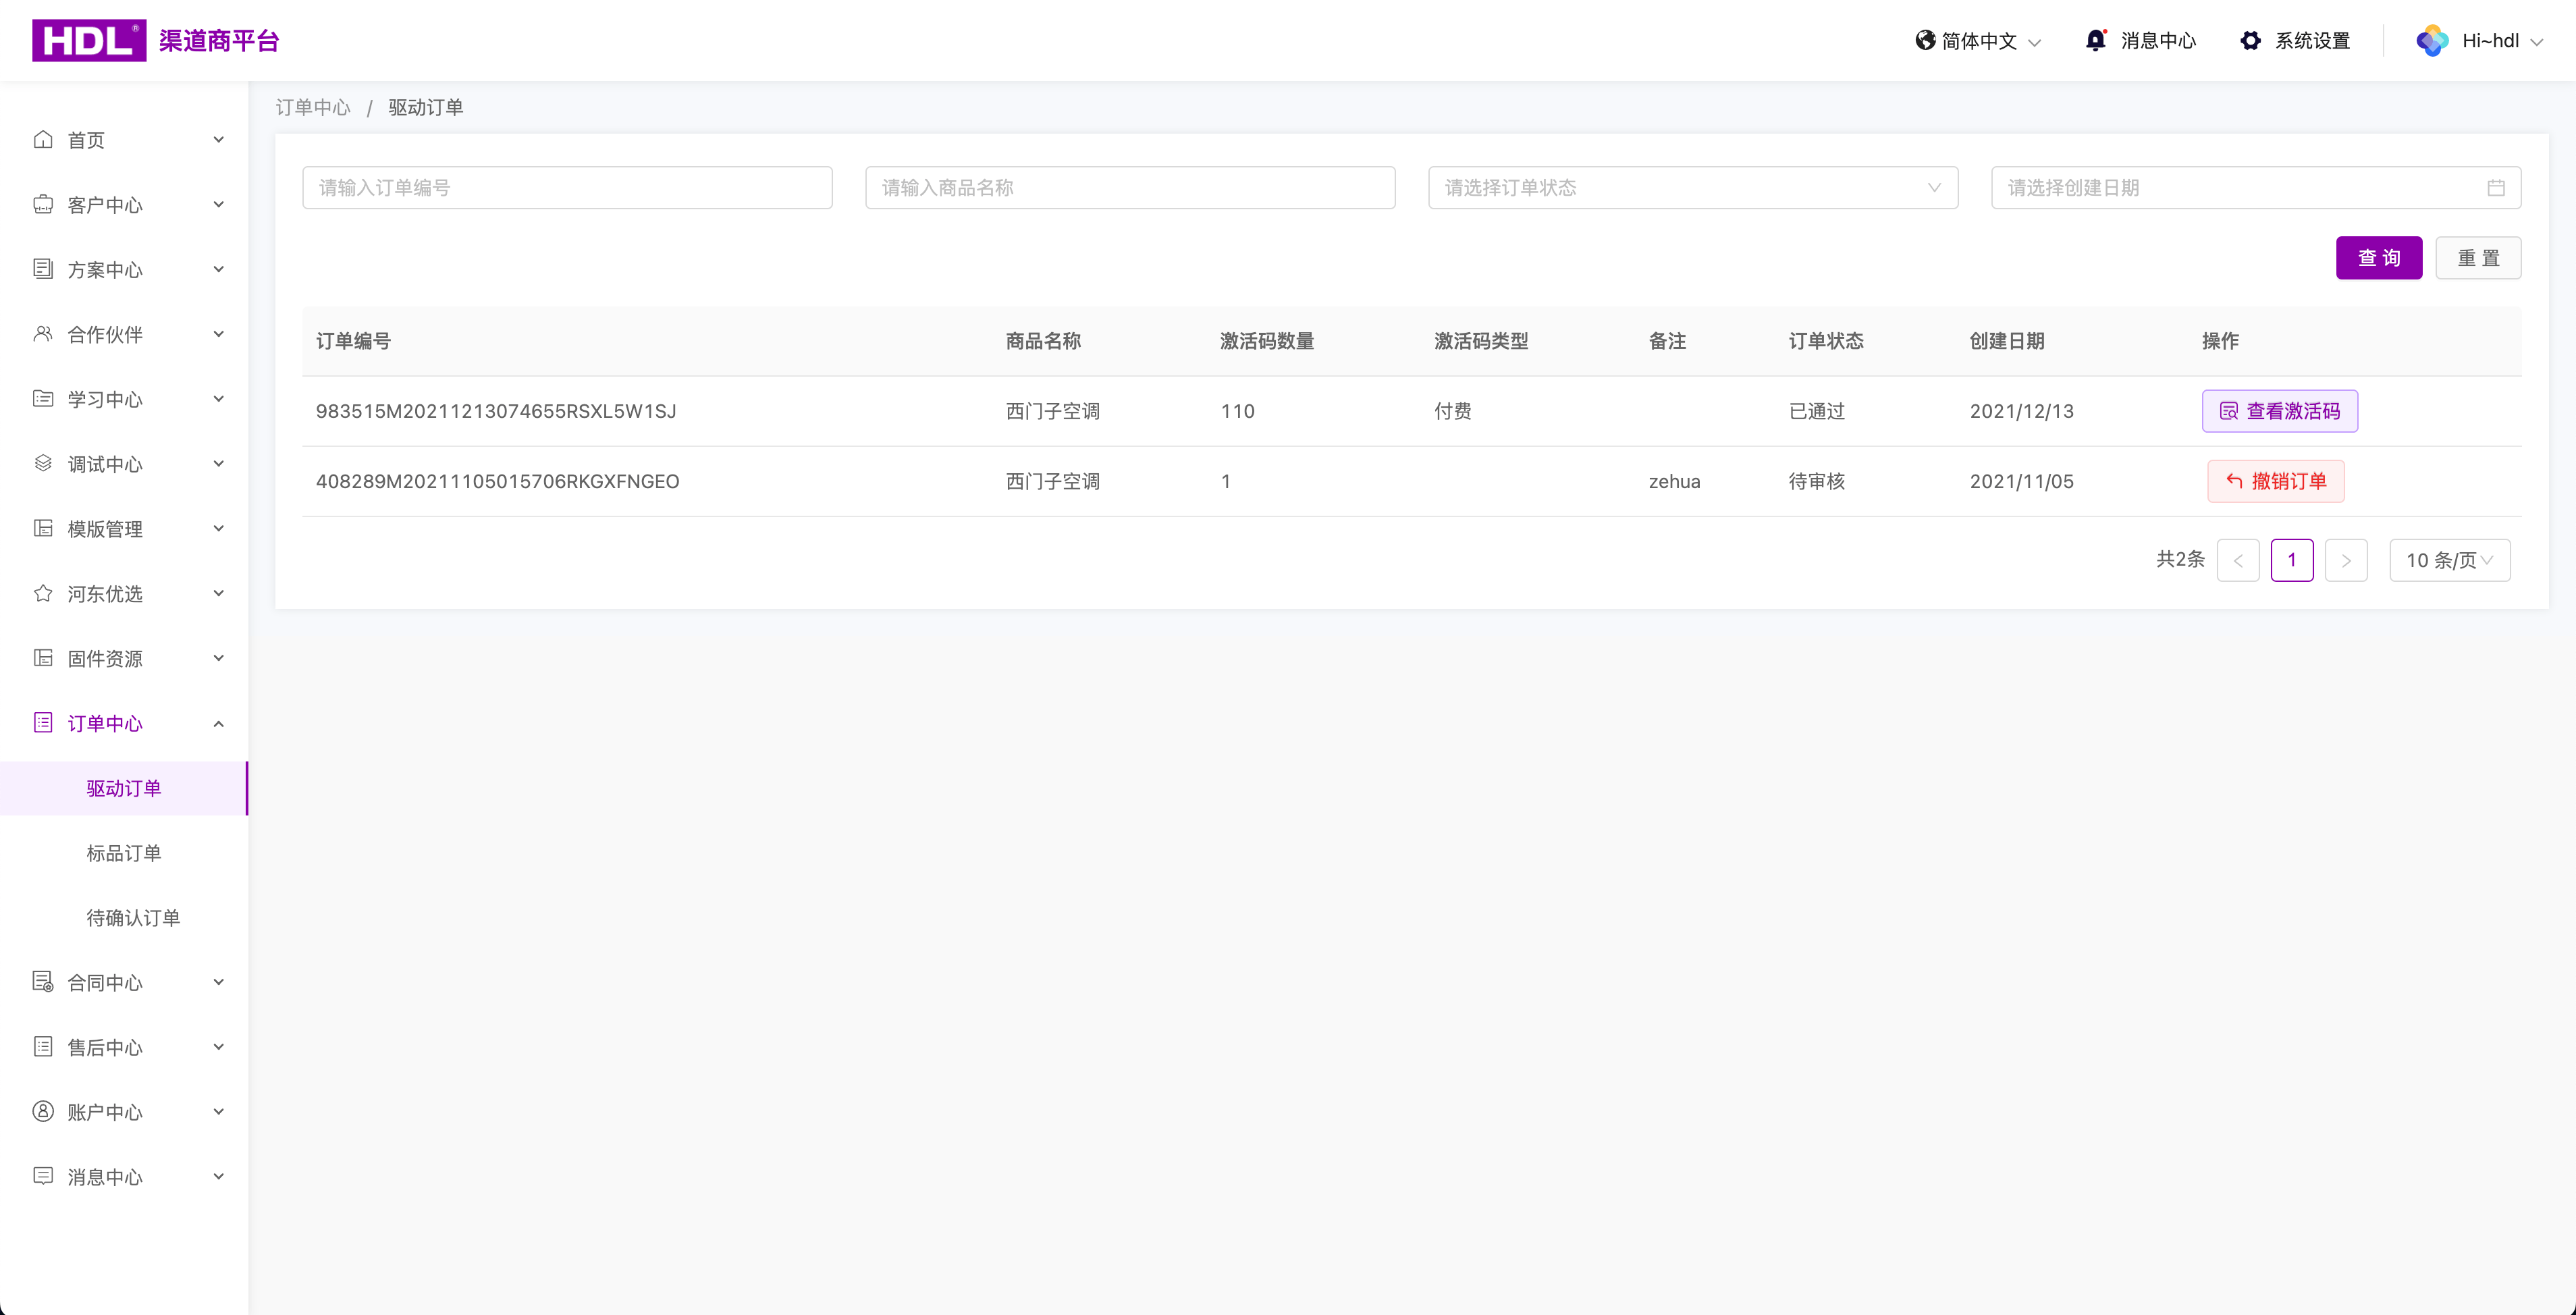 HDL® 渠道商平台
简体中文 消息中心 系统设置 Hi~hdl
首页
客户中心
方案中心
合作伙伴
学习中心
调试中心
模版管理
河东优选
固件资源
订单中心
驱动订单
标品订单
待确认订单
合同中心
售后中心
账户中心
消息中心
订单中心 / 驱动订单
请输入订单编号 请输入商品名称 请选择订单状态 请选择创建日期
查 询 重 置
订单编号 商品名称 激活码数量 激活码类型 备注 订单状态 创建日期 操作
983515M20211213074655RSXL5W1SJ 西门子空调 110 付费 已通过 2021/12/13 查看激活码
408289M20211105015706RKGXFNGEO 西门子空调 1 zehua 待审核 2021/11/05 撤销订单
共2条 < 1 > 10 条/页